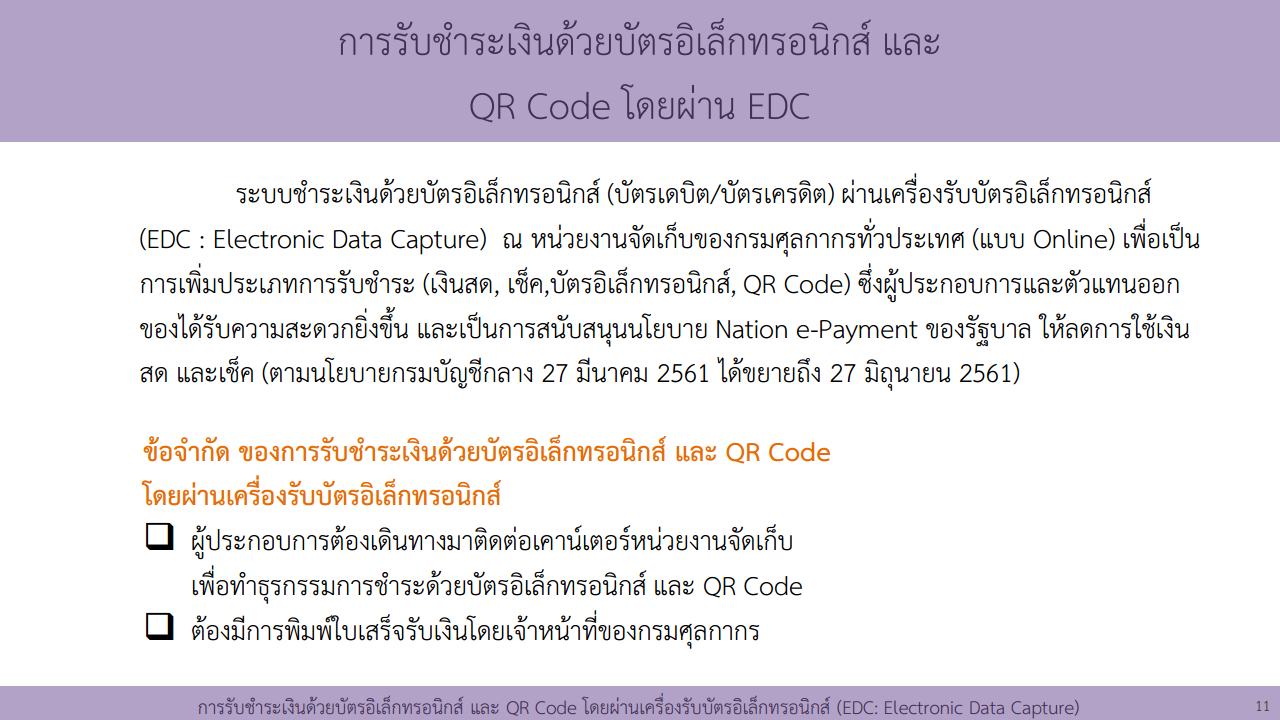 การรับชำระเงินด้วยบัตรอิเล็กทรอนิกส์ และ
QR Code โดยผ่าน EDC
ระบบชำระเงินด้วยบัตรอิเล็กทรอนิกส์ (บัตรเดบิต/บัตรเครดิต) ผ่านเครื่องรับบัตรอิเล็กทรอนิกส์
(EDC : Electronic Data Capture) ณ หน่วยงานจัดเก็บของกรมศุลกากรทั่วประเทศ (แบบ Online) เพื่อเป็น
การเพิ่มประเภทการรับชำระ (เงินสด, เช็ค,บัตรอิเล็กทรอนิกส์, QR Code) ซึ่งผู้ประกอบการและตัวแทนออก
ของได้รับความสะดวกยิ่งขึ้น และเป็นการสนับสนุนนโยบาย Nation e-Payment ของรัฐบาล ให้ลดการใช้เงิน
สด และเช็ค (ตามนโยบายกรมบัญชีกลาง 27 มีนาคม 2561 ได้ขยายถึง 27 มิถุนายน 2561)
ข้อจำกัด ของการรับชำระเงินด้วยบัตรอิเล็กทรอนิกส์ และ QR Code
โดยผ่านเครื่องรับบัตรอิเล็กทรอนิกส์
❑ ผู้ประกอบการต้องเดินทางมาติดต่อเคาน์เตอร์หน่วยงานจัดเก็บ
เพื่อทำธุรกรรมการชำระด้วยบัตรอิเล็กทรอนิกส์ และ QR Code
❑ ต้องมีการพิมพ์ใบเสร็จรับเงินโดยเจ้าหน้าที่ของกรมศุลกากร
การรับชำระเงินด้วยบัตรอิเล็กทรอนิกส์ และ QR Code โดยผ่านเครื่องรับบัตรอิเล็กทรอนิกส์ (EDC: Electronic Data Capture)
11